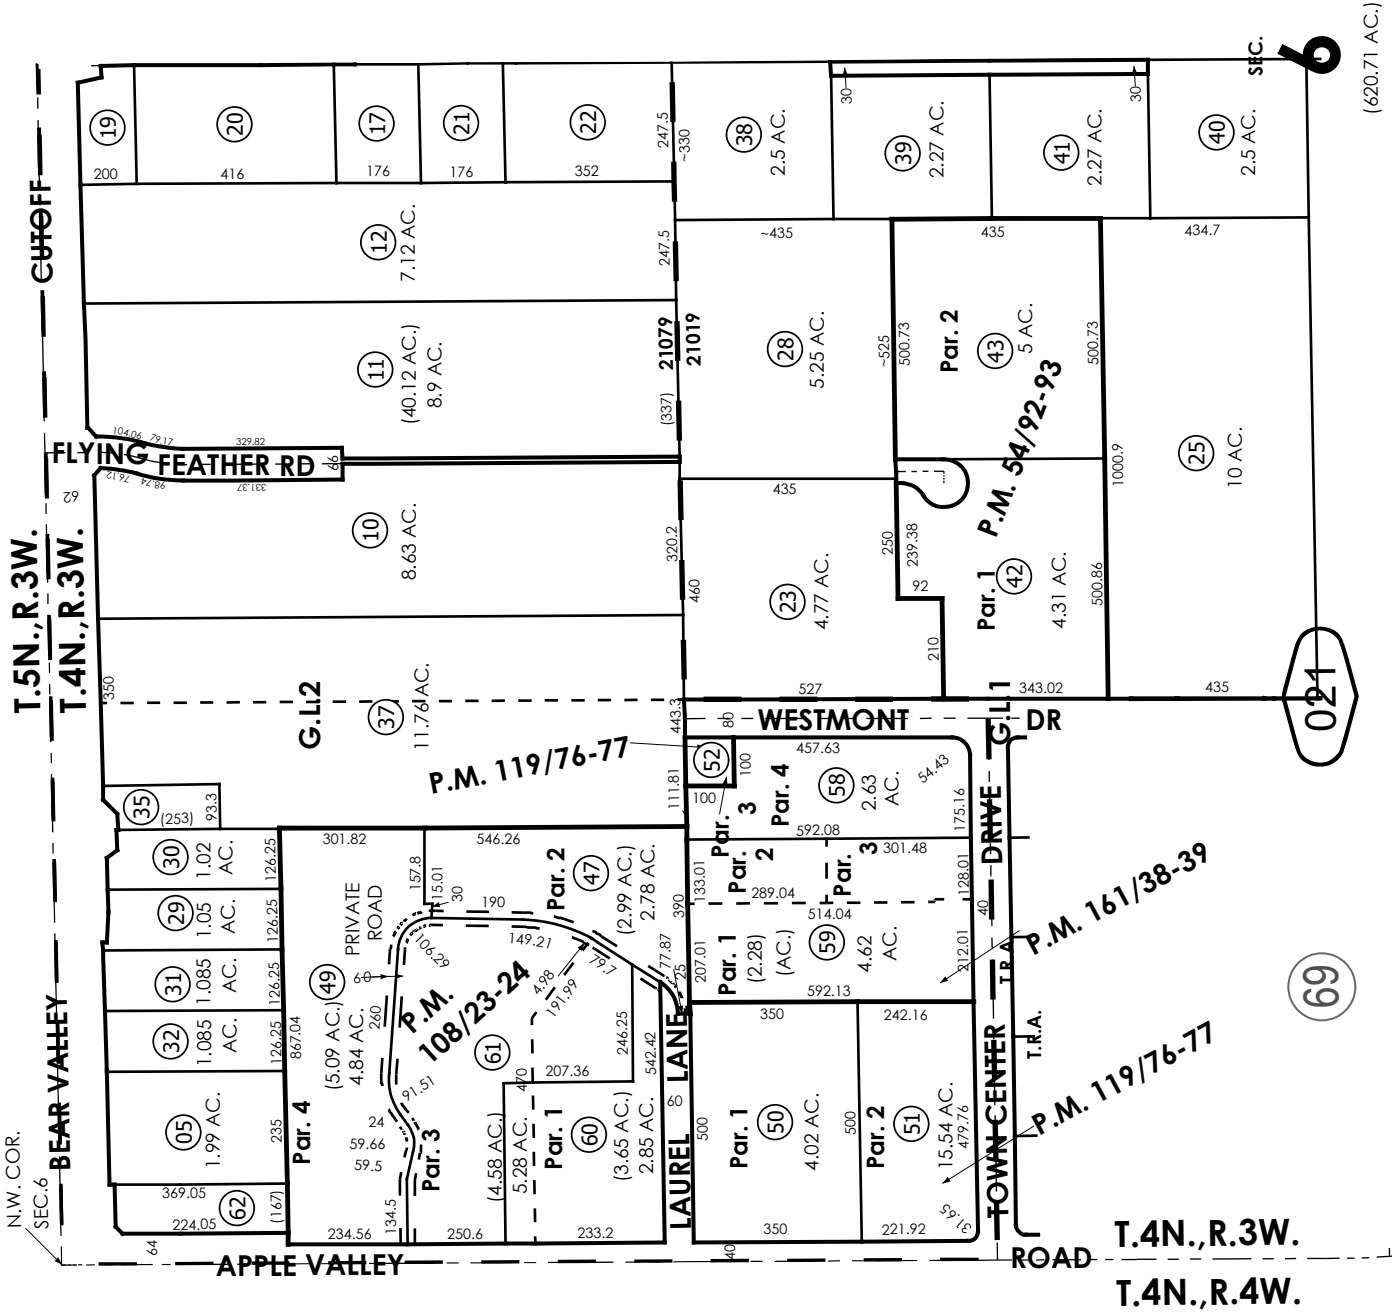 (620.71 AC.)
SEC.
6
CUTOFF
19
200
20
416
17
176
21
176
22
352
247.5
~330
38
2.5 AC.
30
39
2.27 AC.
41
2.27 AC.
30
40
2.5 AC.
12
7.12 AC.
247.5
~435
435
434.7
11
(40.12 AC.)
8.9 AC.
21079
21019
(337)
28
5.25 AC.
~525
500.73
Par. 2
43
5 AC.
500.73
P.M. 54/92-93
25
10 AC.
1000.9
104.06
79.17
329.82
FLYING
FEATHER RD
66
76.12
98.74
331.37
62
T.5N.,R.3W.
T.4N.,R.3W.
10
8.63 AC.
320.2
460
435
250
239.38
92
210
23
4.77 AC.
Par. 1
42
4.31 AC.
500.86
350
G.L.2
37
11.76 AC.
443.3
527
343.02
435
021
80
WESTMONT
DR
G.L.1
P.M. 119/76-77
52
100
100
111.81
457.63
Par. 4
58
2.63
AC.
54.43
175.16
Par.
3
592.08
35
(253)
93.3
30
1.02
AC.
126.25
29
1.05
AC.
126.25
31
1.085
AC.
126.25
32
1.085
AC.
126.25
05
1.99 AC.
235
369.05
62
224.05
(167)
64
301.82
546.26
157.8
15.01
30
190
Par. 2
47
(2.99 AC.)
2.78 AC.
390
133.01
Par.
2
289.04
Par.
3
301.48
128.01
PRIVATE
ROAD
49
60
(5.09 AC.)
4.84 AC.
260
106.29
149.21
79.7
77.87
25
4.98
191.99
P.M.
108/23-24
867.04
91.51
24
59.66
59.5
Par. 4
Par. 3
134.5
61
470
(4.58 AC.)
5.28 AC.
207.36
246.25
542.42
Par. 1
60
(3.65 AC.)
2.85 AC.
234.56
250.6
233.2
LAUREL LANE
60
207.01
Par. 1
(2.28)
(AC.)
514.04
59
4.62
AC.
592.13
212.01
40
DRIVE
TOWN CENTER
T.R.A.
T.R.A.
P.M. 161/38-39
P.M. 119/76-77
350
242.16
500
Par. 1
50
4.02 AC.
500
Par. 2
51
15.54 AC.
479.76
31.65
350
221.92
40
69
BEAR VALLEY
N.W. COR.
SEC.6
APPLE VALLEY
ROAD
T.4N.,R.3W.
T.4N.,R.4W.